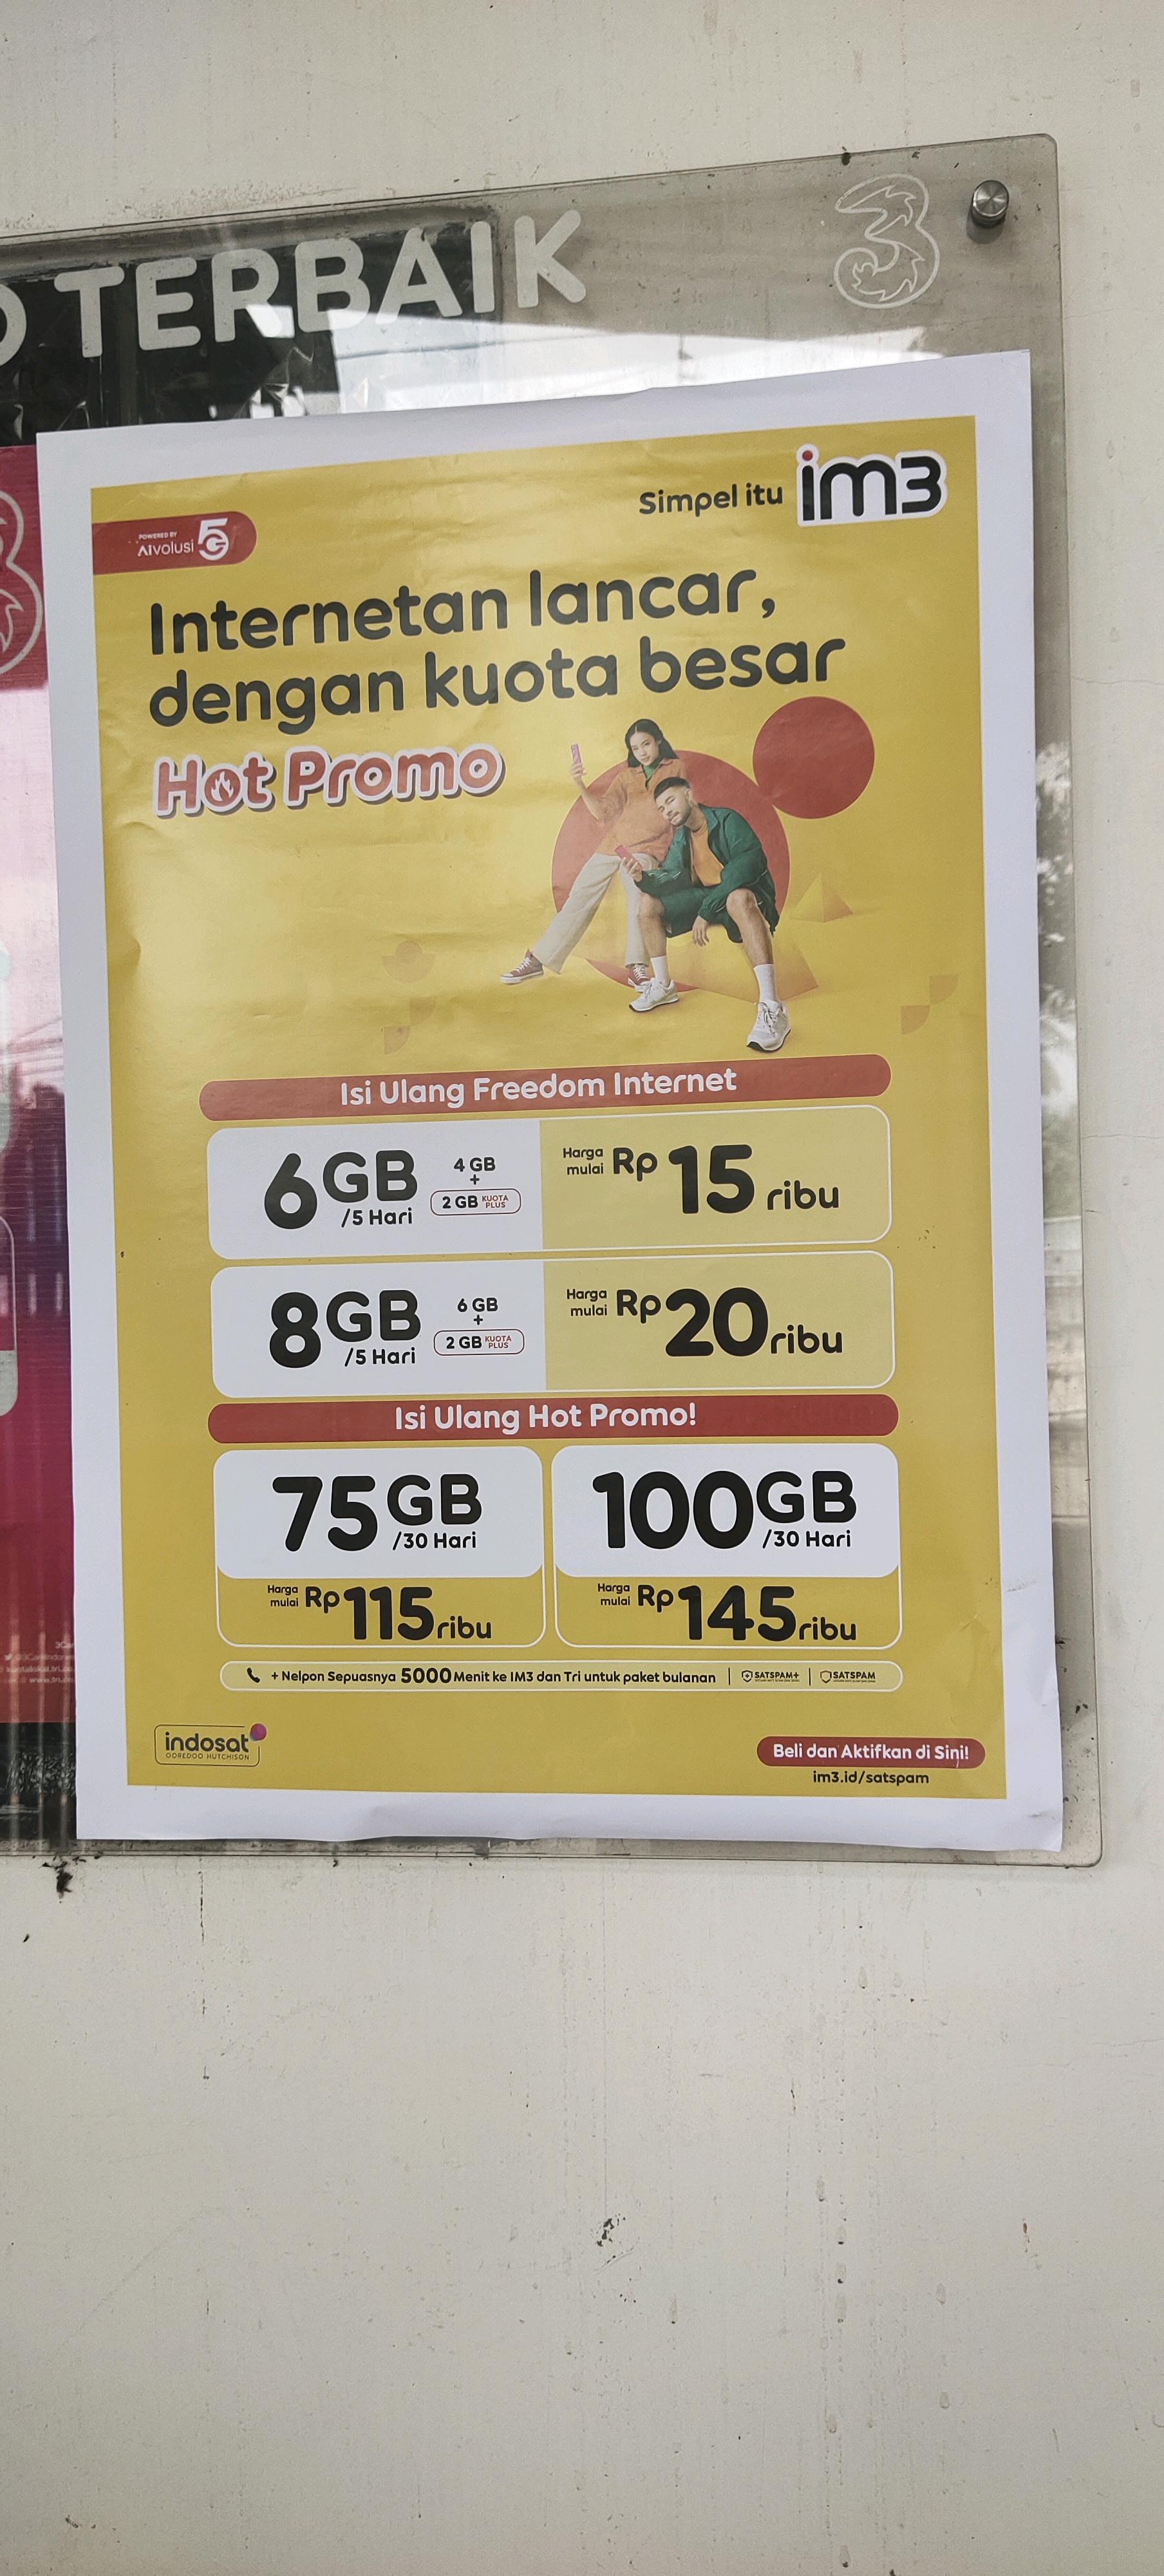 TERBAIK
3
Simpel itu im3
POWERED BY
AIvolusi 5G
Internetan lancar,
dengan kuota besar
Hot Promo
Isi Ulang Freedom Internet
6GB
/5 Hari
4 GB
+
2 GB KUOTA PLUS
Harga mulai Rp 15 ribu
8GB
/5 Hari
6 GB
+
2 GB KUOTA PLUS
Harga mulai Rp 20 ribu
Isi Ulang Hot Promo!
75GB
/30 Hari
Harga mulai Rp 115 ribu
100GB
/30 Hari
Harga mulai Rp 145 ribu
+ Nelpon Sepuasnya 5000 Menit ke IM3 dan Tri untuk paket bulanan | SATSPAM+ | SATSPAM
indosat
OOREDOO HUTCHISON
Beli dan Aktifkan di Sini!
im3.id/satspam